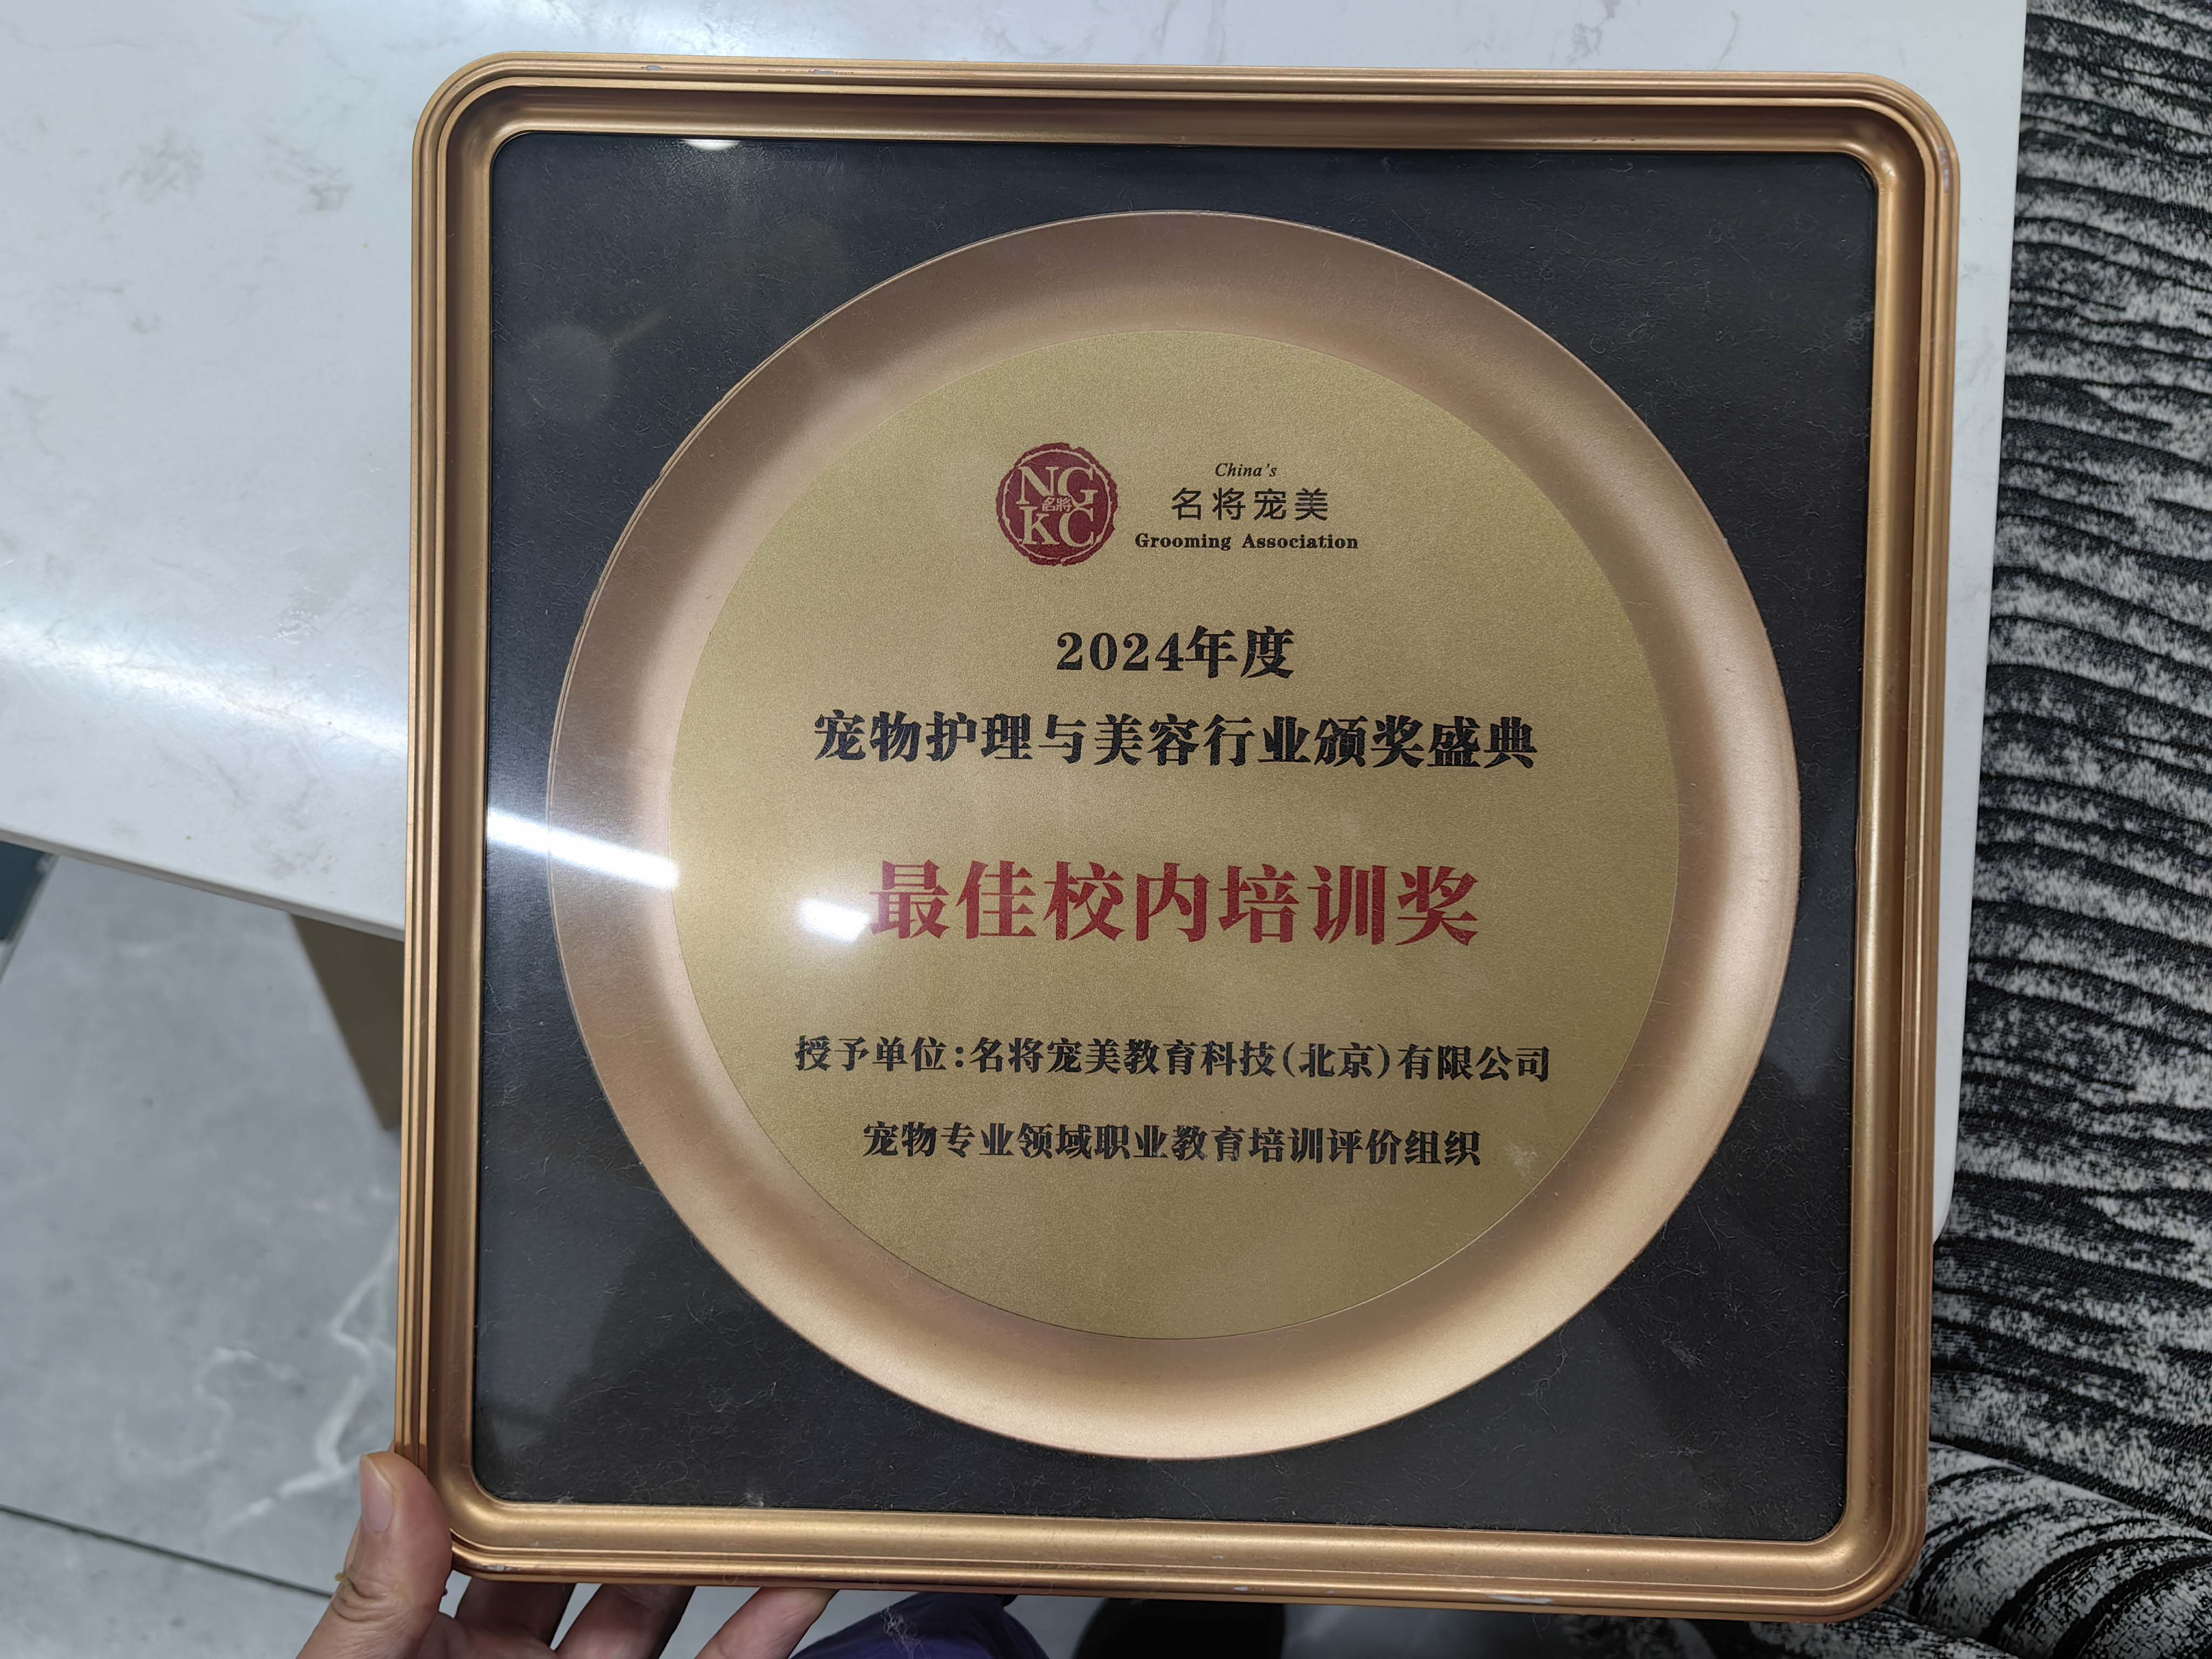 NG
名将
KC
China's
名将宠美
Grooming Association
2024年度
宠物护理与美容行业颁奖盛典
最佳校内培训奖
授予单位:名将宠美教育科技(北京)有限公司
宠物专业领域职业教育培训评价组织